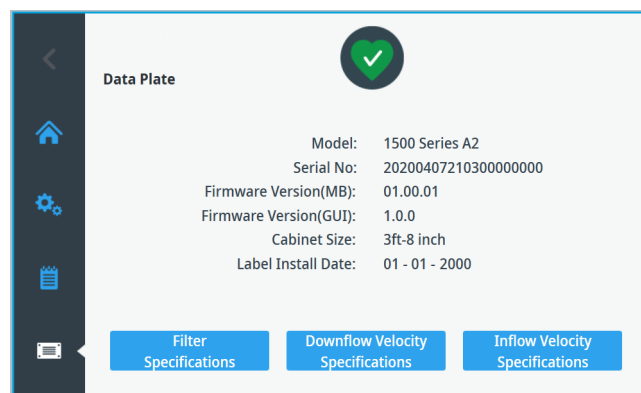 Data Plate
Model: 1500 Series A2
Serial No: 20200407210300000000
Firmware Version(MB): 01.00.01
Firmware Version(GUI): 1.0.0
Cabinet Size: 3ft-8 inch
Label Install Date: 01 - 01 - 2000
Filter
Specifications
Downflow Velocity
Specifications
Inflow Velocity
Specifications